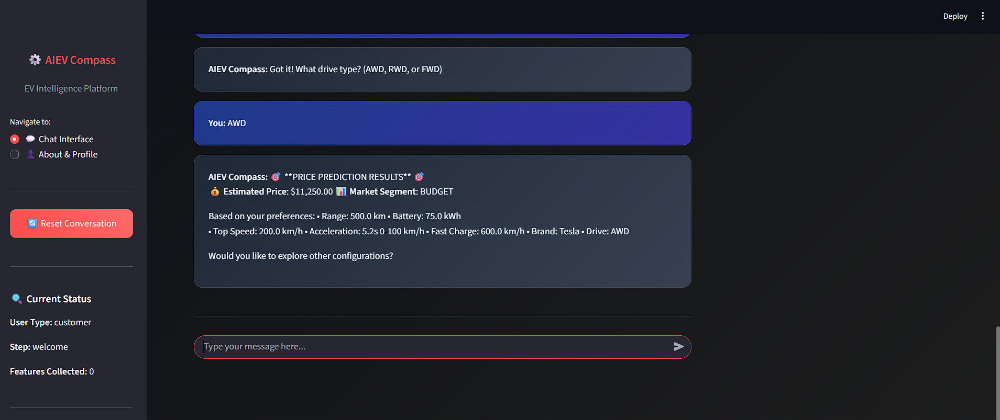 Deploy
AIEV Compass
EV Intelligence Platform
Navigate to:
Chat Interface
About & Profile
Reset Conversation
Current Status
User Type: customer
Step: welcome
Features Collected: 0
AIEV Compass: Got it! What drive type? (AWD, RWD, or FWD)
You: AWD
AIEV Compass: 🎯 **PRICE PREDICTION RESULTS** 🎯
💰 Estimated Price: $11,250.00 📊 Market Segment: BUDGET
Based on your preferences: • Range: 500.0 km • Battery: 75.0 kWh
• Top Speed: 200.0 km/h • Acceleration: 5.2s 0-100 km/h • Fast Charge: 600.0 km/h • Brand: Tesla • Drive: AWD
Would you like to explore other configurations?
Type your message here...